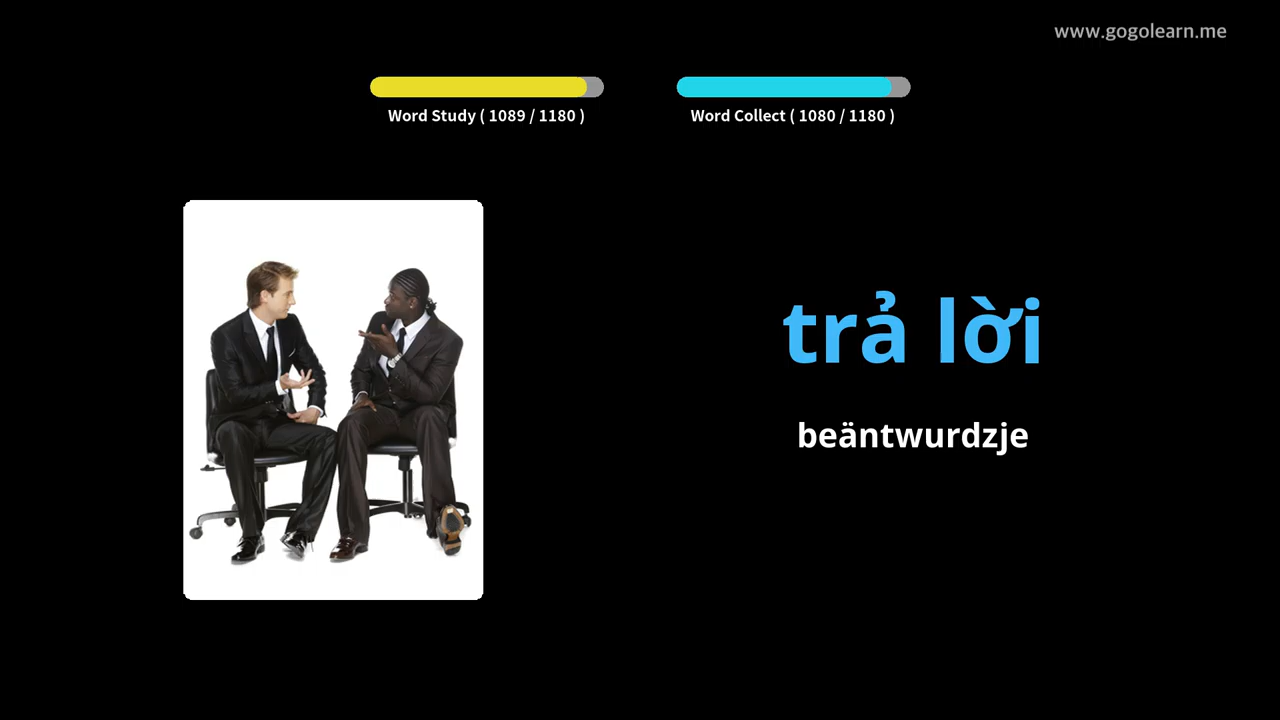 www.gogolearn.me
Word Study ( 1089 / 1180 )
Word Collect ( 1080 / 1180 )
trả lời
beäntwurdzje